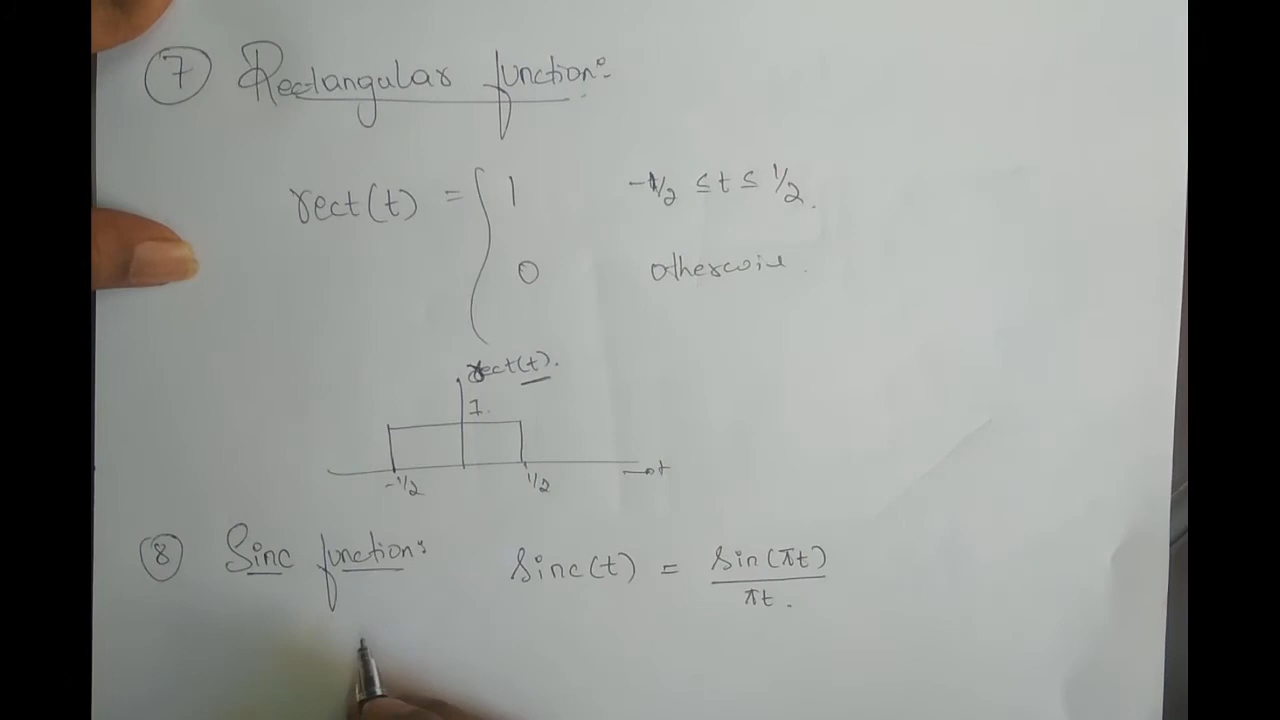 7 Rectangular function:-
rect(t) = { 1 -1/2 ≤ t ≤ 1/2.
0 otherwise.
rect(t).
1.
-1/2 1/2 → t
8 Sinc function: Sinc(t) = Sin(πt) / πt.